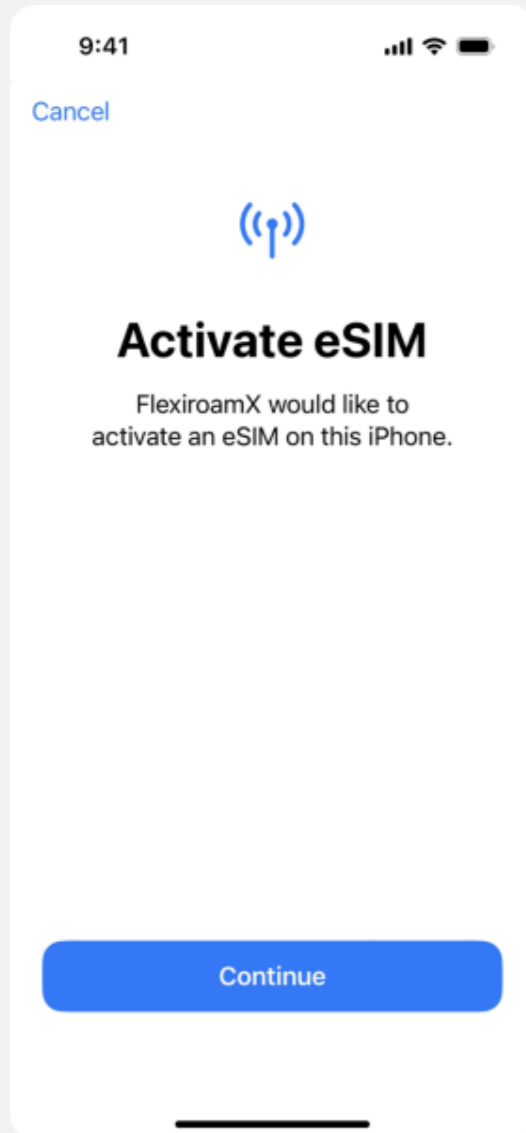 9:41
Cancel
Activate eSIM
FlexiroamX would like to
activate an eSIM on this iPhone.
Continue